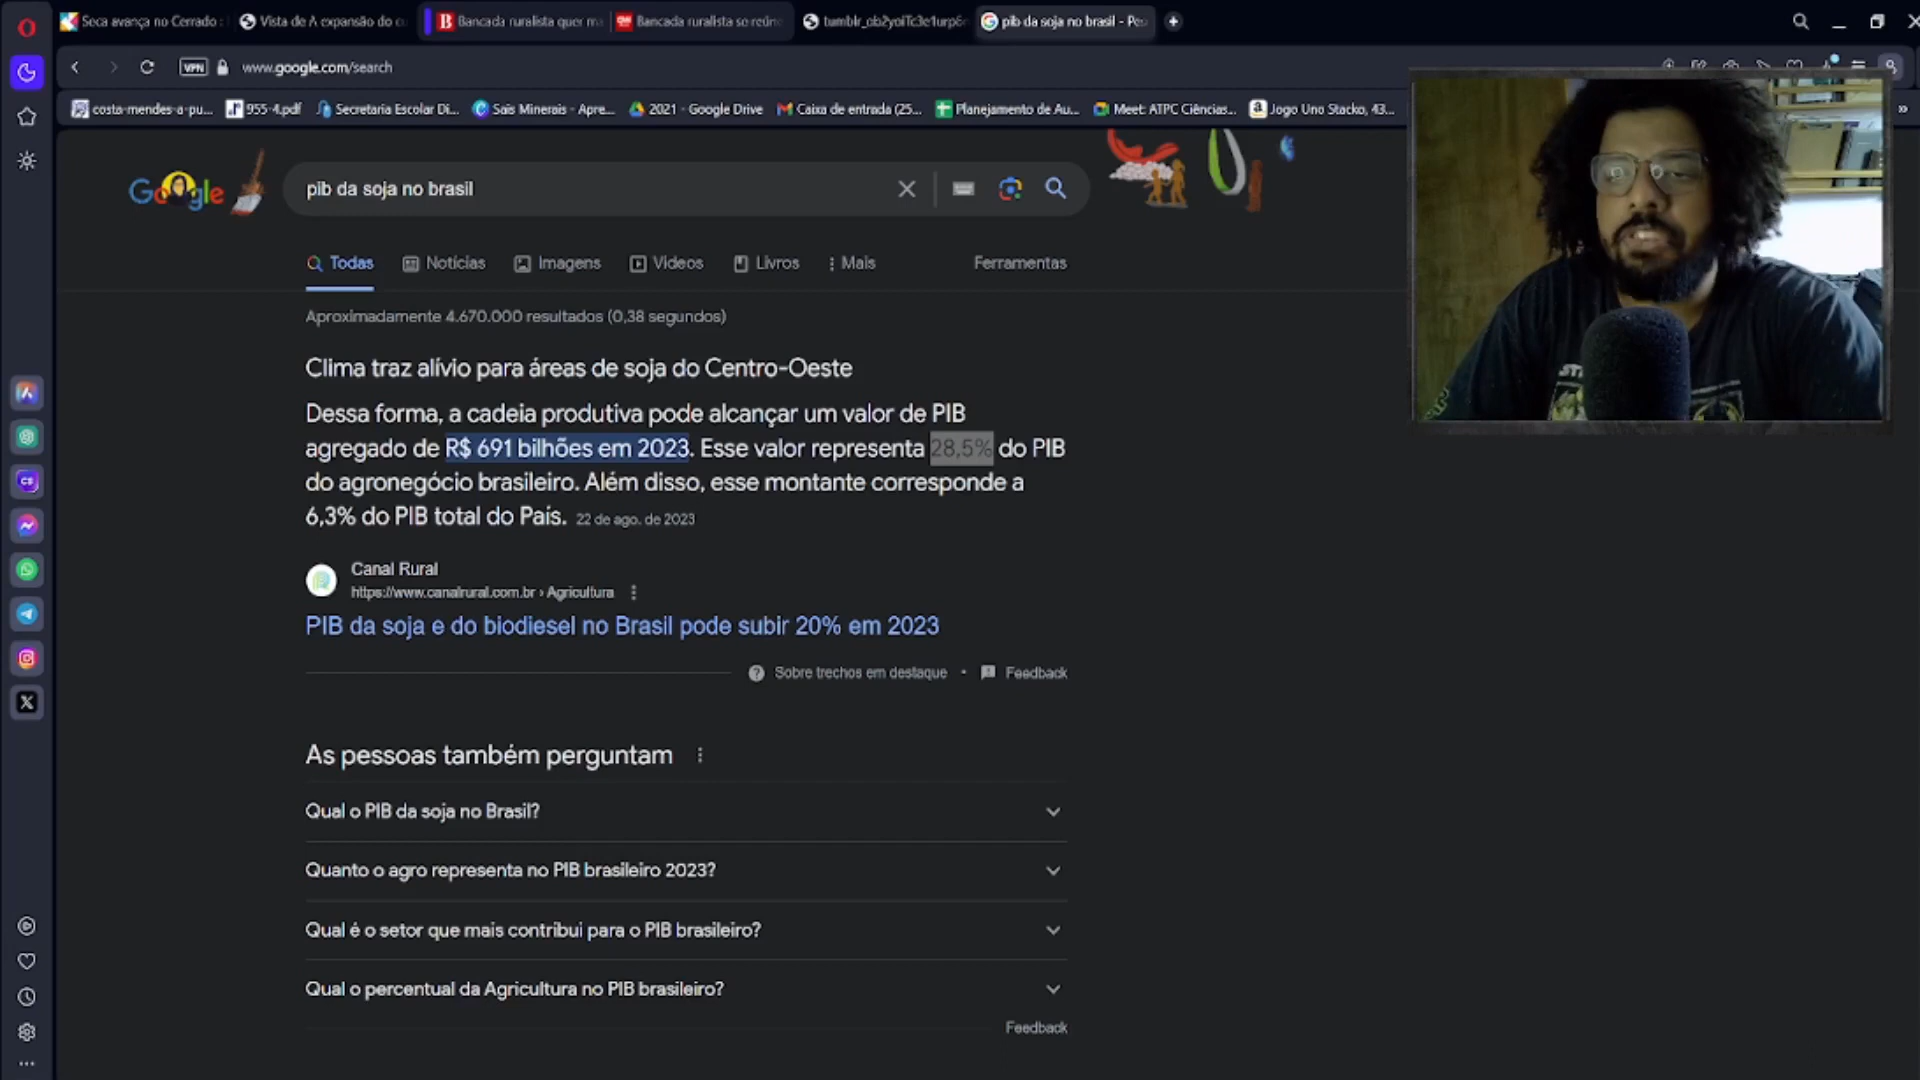 Seca avança no Cerrado
Vista de A expansão do
Bancada ruralista quer
Bancada ruralista se
pib da soja no brasil -
VPN
www.google.com/search
costa-mendes-a-pu...
955-4.pdf
Secretaria Escolar Di...
Sais Minerais - Apre...
2021 - Google Drive
Caixa de entrada (25...
Planejamento de Au...
Meet: ATPC Ciências...
Jogo Uno Stacko, 43...
Google
pib da soja no brasil
Todas
Notícias
Imagens
Vídeos
Livros
Mais
Ferramentas
Aproximadamente 4.670.000 resultados (0,38 segundos)
Clima traz alívio para áreas de soja do Centro-Oeste
Dessa forma, a cadeia produtiva pode alcançar um valor de PIB
agregado de R$ 691 bilhões em 2023. Esse valor representa 28,5% do PIB
do agronegócio brasileiro. Além disso, esse montante corresponde a
6,3% do PIB total do País. 22 de ago. de 2023
Canal Rural
https://www.canalrural.com.br › Agricultura
PIB da soja e do biodiesel no Brasil pode subir 20% em 2023
Sobre trechos em destaque • Feedback
As pessoas também perguntam
Qual o PIB da soja no Brasil?
Quanto o agro representa no PIB brasileiro 2023?
Qual é o setor que mais contribui para o PIB brasileiro?
Qual o percentual da Agricultura no PIB brasileiro?
Feedback